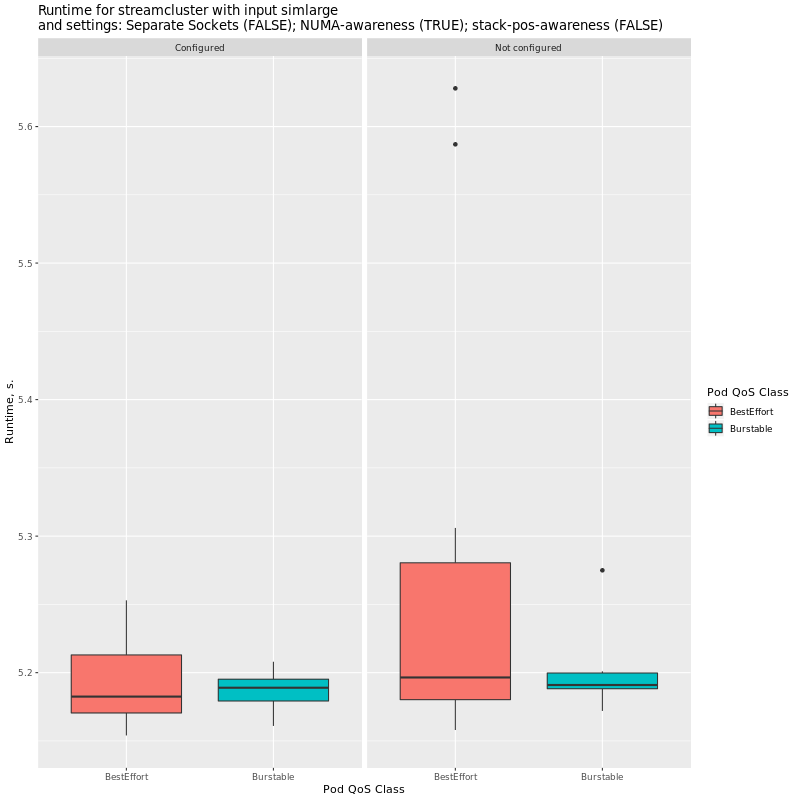 Runtime for streamcluster with input simlarge
and settings: Separate Sockets (FALSE); NUMA-awareness (TRUE); stack-pos-awareness (FALSE)
Configured
Not configured
5.6
5.5
5.4
5.3
5.2
Runtime, s.
BestEffort
Burstable
BestEffort
Burstable
Pod QoS Class
Pod QoS Class
BestEffort
Burstable